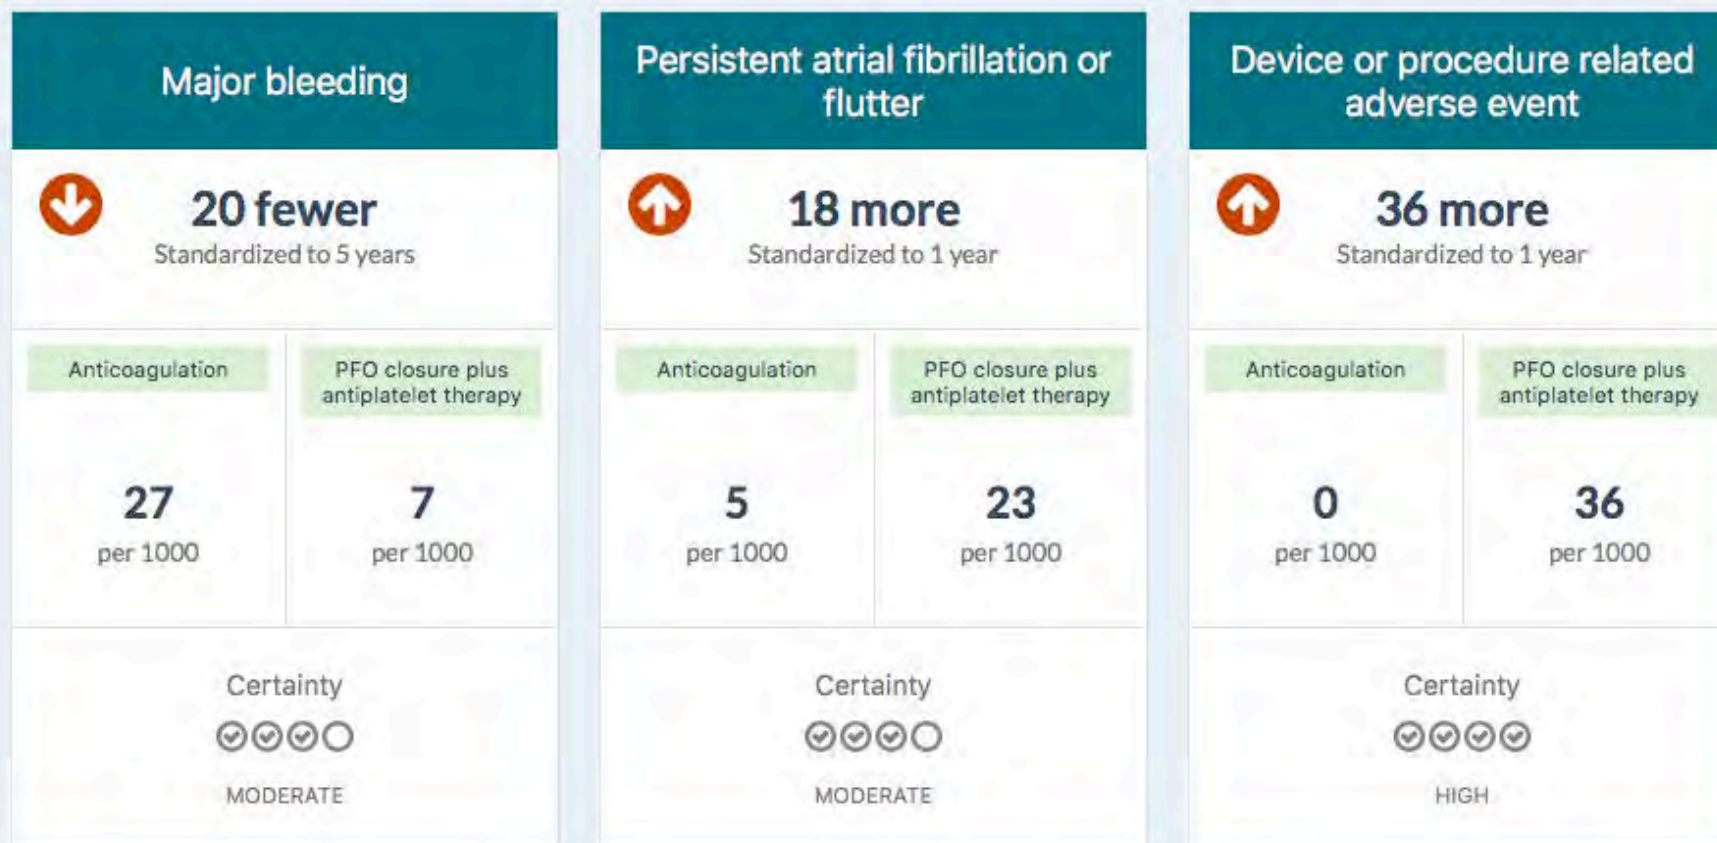 Major bleeding
20 fewer
Standardized to 5 years
Anticoagulation
PFO closure plus
antiplatelet therapy
27
per 1000
7
per 1000
Certainty
MODERATE
Persistent atrial fibrillation or
flutter
18 more
Standardized to 1 year
Anticoagulation
PFO closure plus
antiplatelet therapy
5
per 1000
23
per 1000
Certainty
MODERATE
Device or procedure related
adverse event
36 more
Standardized to 1 year
Anticoagulation
PFO closure plus
antiplatelet therapy
0
per 1000
36
per 1000
Certainty
HIGH